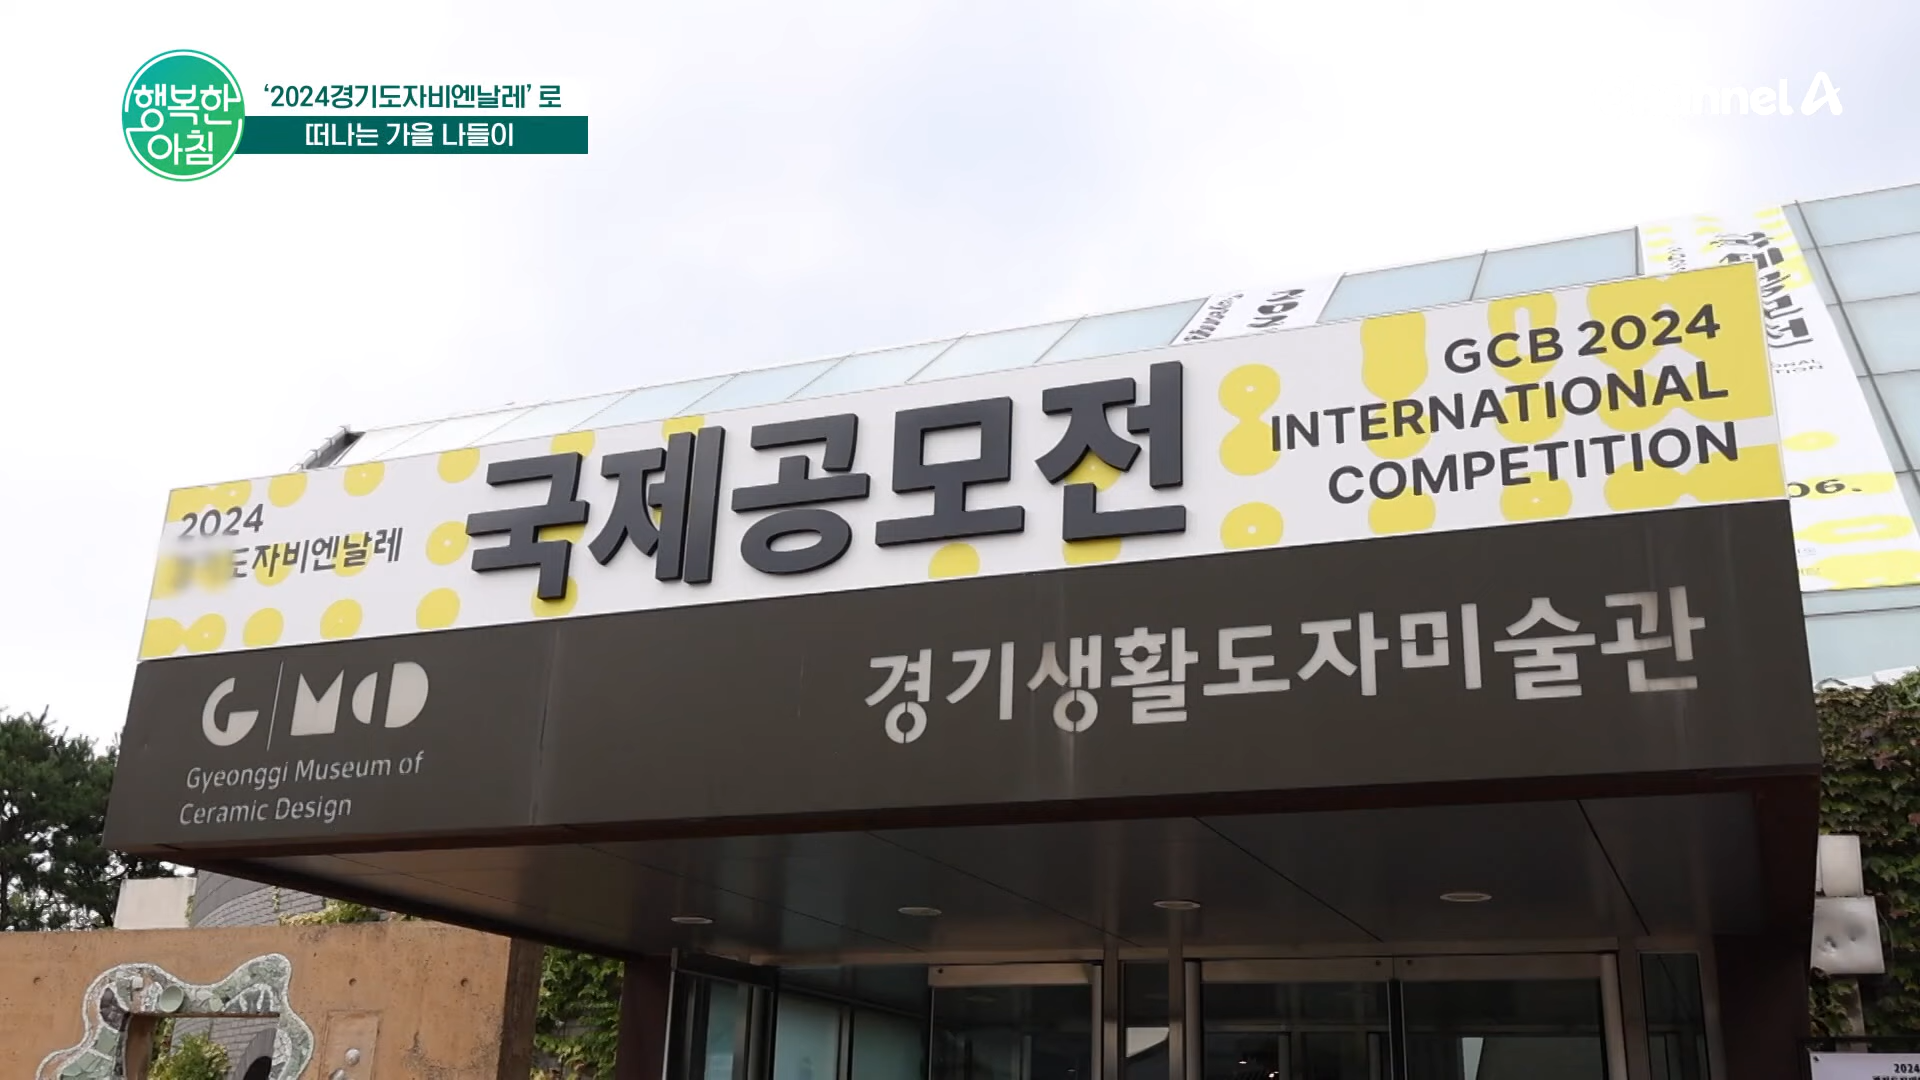 행복한
아침
‘2024경기도자비엔날레’ 로
떠나는 가을 나들이
nnel A
2024
도자비엔날레
국제공모전
GCB 2024
INTERNATIONAL
COMPETITION
06.
G MCD
Gyeonggi Museum of
Ceramic Design
경기생활도자미술관
2024